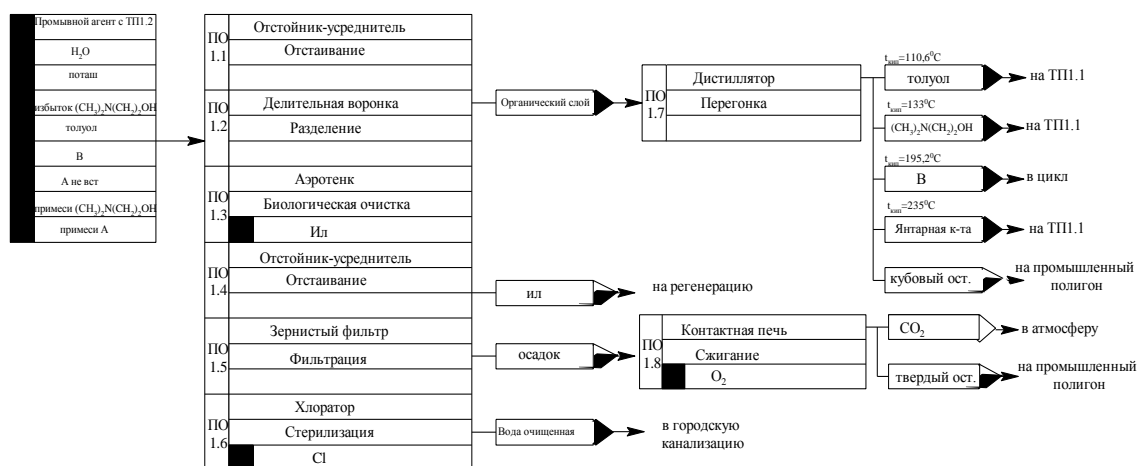 Промывной агент с ТП1.2
H₂O
поташ
избыток (CH₃)₂N(CH₂)₂OH
толуол
B
А не вст
примеси (CH₃)₂N(CH₂)₂OH
примеси А
ПО 1.1
Отстойник-усреднитель
Отстаивание
ПО 1.2
Делительная воронка
Разделение
ПО 1.3
Аэротенк
Биологическая очистка
Ил
ПО 1.4
Отстойник-усреднитель
Отстаивание
ПО 1.5
Зернистый фильтр
Фильтрация
ПО 1.6
Хлоратор
Стерилизация
Cl
Органический слой
ил
на регенерацию
осадок
Вода очищенная
в городскую
канализацию
ПО 1.7
Дистиллятор
Перегонка
ПО 1.8
Контактная печь
Сжигание
O₂
tкип=110,6⁰C
толуол
на ТП1.1
tкип=133⁰C
(CH₃)₂N(CH₂)₂OH
на ТП1.1
tкип=195,2⁰C
B
в цикл
tкип=235⁰C
Янтарная к-та
на ТП1.1
кубовый ост.
на промышленный
полигон
CO₂
в атмосферу
твердый ост.
на промышленный
полигон